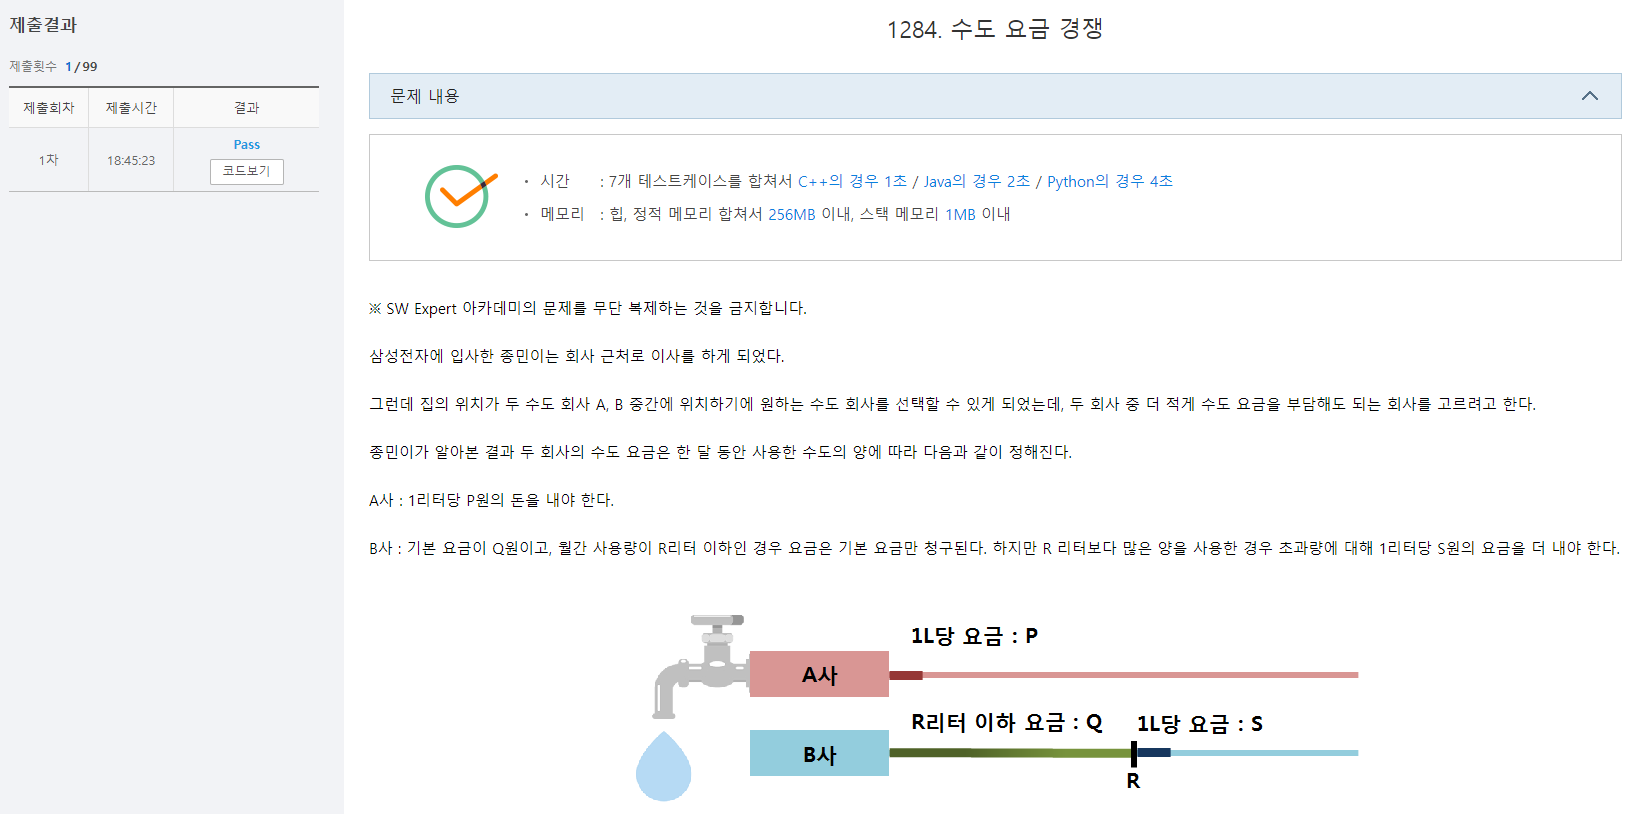 제출결과
제출횟수 1 / 99
제출회차 제출시간 결과
1차 18:45:23 Pass
코드보기
1284. 수도 요금 경쟁
문제 내용
· 시간 : 7개 테스트케이스를 합쳐서 C++의 경우 1초 / Java의 경우 2초 / Python의 경우 4초
· 메모리 : 힙, 정적 메모리 합쳐서 256MB 이내, 스택 메모리 1MB 이내
※ SW Expert 아카데미의 문제를 무단 복제하는 것을 금지합니다.
삼성전자에 입사한 종민이는 회사 근처로 이사를 하게 되었다.
그런데 집의 위치가 두 수도 회사 A, B 중간에 위치하기에 원하는 수도 회사를 선택할 수 있게 되었는데, 두 회사 중 더 적게 수도 요금을 부담해도 되는 회사를 고르려고 한다.
종민이가 알아본 결과 두 회사의 수도 요금은 한 달 동안 사용한 수도의 양에 따라 다음과 같이 정해진다.
A사 : 1리터당 P원의 돈을 내야 한다.
B사 : 기본 요금이 Q원이고, 월간 사용량이 R리터 이하인 경우 요금은 기본 요금만 청구된다. 하지만 R 리터보다 많은 양을 사용한 경우 초과량에 대해 1리터당 S원의 요금을 더 내야 한다.
1L당 요금 : P
A사
R리터 이하 요금 : Q 1L당 요금 : S
B사
R